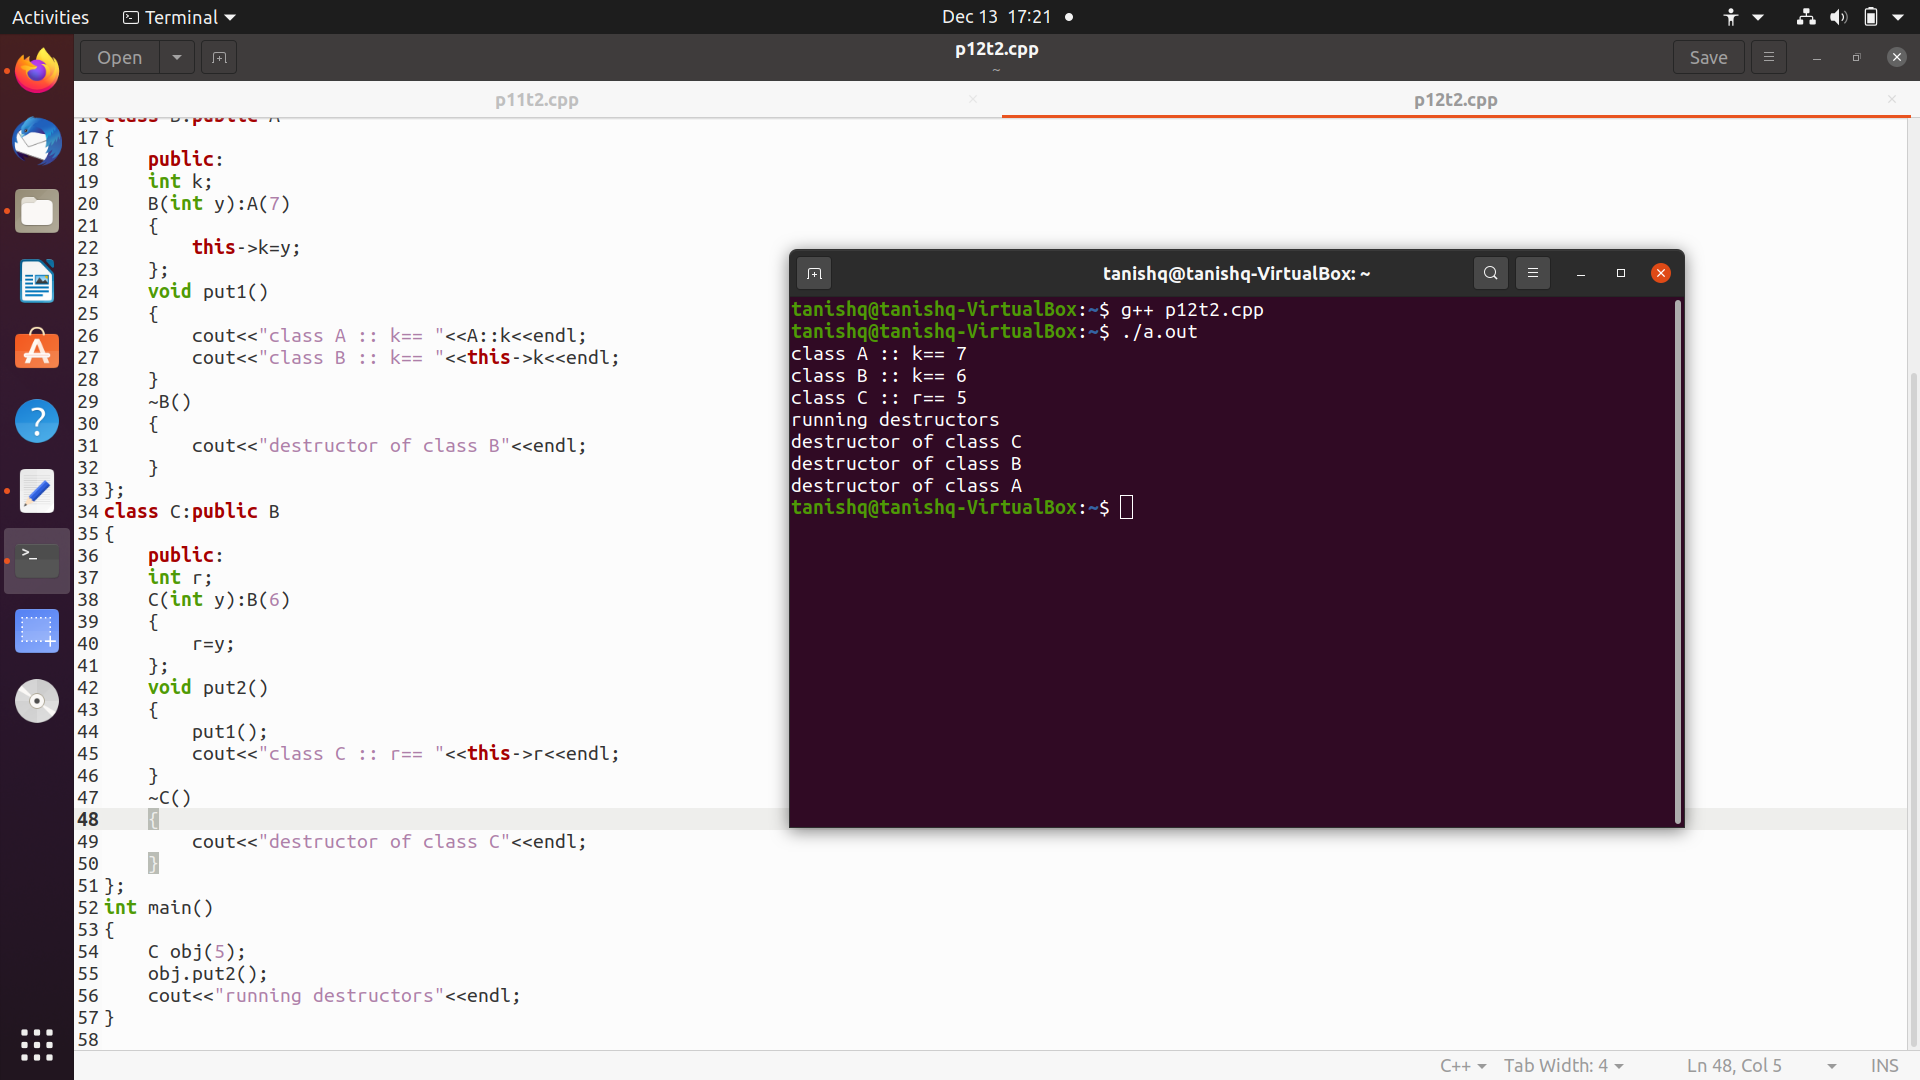 Activities Terminal Dec 13 17:21
Open p12t2.cpp Save
~
p11t2.cpp p12t2.cpp
16 class B:public A
17 {
18 public:
19 int k;
20 B(int y):A(7)
21 {
22 this->k=y;
23 };
24 void put1()
25 {
26 cout<<"class A :: k== "<<A::k<<endl;
27 cout<<"class B :: k== "<<this->k<<endl;
28 }
29 ~B()
30 {
31 cout<<"destructor of class B"<<endl;
32 }
33 };
34 class C:public B
35 {
36 public:
37 int r;
38 C(int y):B(6)
39 {
40 r=y;
41 };
42 void put2()
43 {
44 put1();
45 cout<<"class C :: r== "<<this->r<<endl;
46 }
47 ~C()
48 {
49 cout<<"destructor of class C"<<endl;
50 }
51 };
52 int main()
53 {
54 C obj(5);
55 obj.put2();
56 cout<<"running destructors"<<endl;
57 }
58
tanishq@tanishq-VirtualBox: ~
tanishq@tanishq-VirtualBox:~$ g++ p12t2.cpp
tanishq@tanishq-VirtualBox:~$ ./a.out
class A :: k== 7
class B :: k== 6
class C :: r== 5
running destructors
destructor of class C
destructor of class B
destructor of class A
tanishq@tanishq-VirtualBox:~$
C++ Tab Width: 4 Ln 48, Col 5 INS